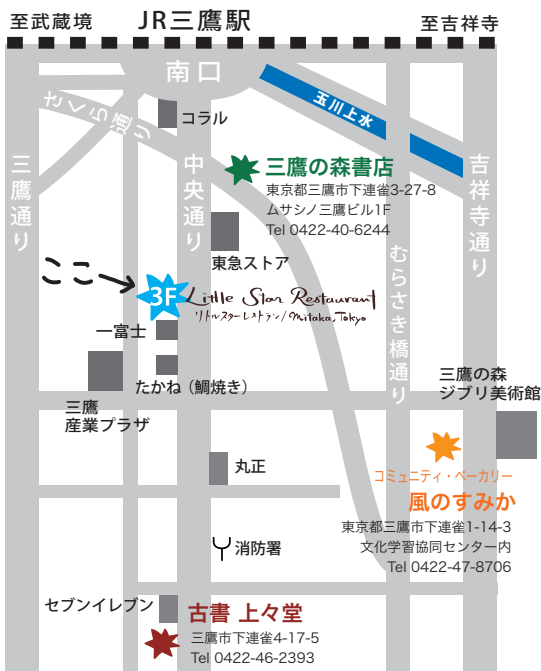 至武蔵境
JR三鷹駅
至吉祥寺
南口
さくら通り
コラル
玉川上水
三鷹通り
中央通り
吉祥寺通り
三鷹の森書店
東京都三鷹市下連雀3-27-8
ムサシノ三鷹ビル1F
Tel 0422-40-6244
東急ストア
むらさき橋通り
ここ
3F
Little Star Restaurant
リトルスターレストラン/Mitaka,Tokyo
一富士
たかね（鯛焼き）
三鷹
産業プラザ
三鷹の森
ジブリ美術館
丸正
コミュニティ・ベーカリー
風のすみか
東京都三鷹市下連雀1-14-3
文化学習協同センター内
Tel 0422-47-8706
消防署
セブンイレブン
古書 上々堂
三鷹市下連雀4-17-5
Tel 0422-46-2393